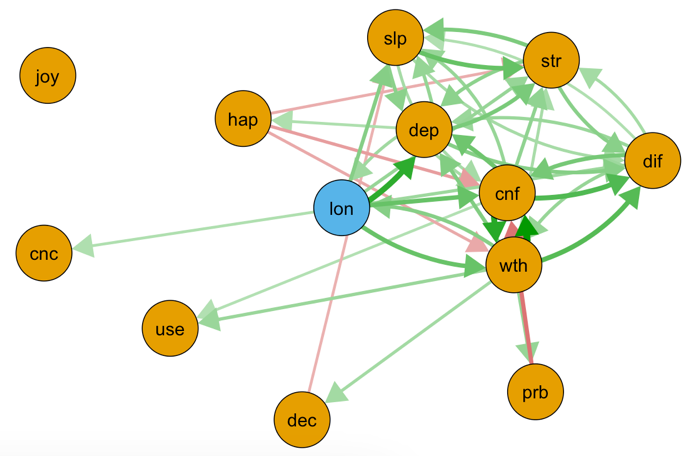 slp
str
joy
hap
dep
dif
cnf
lon
cnc
wth
use
prb
dec